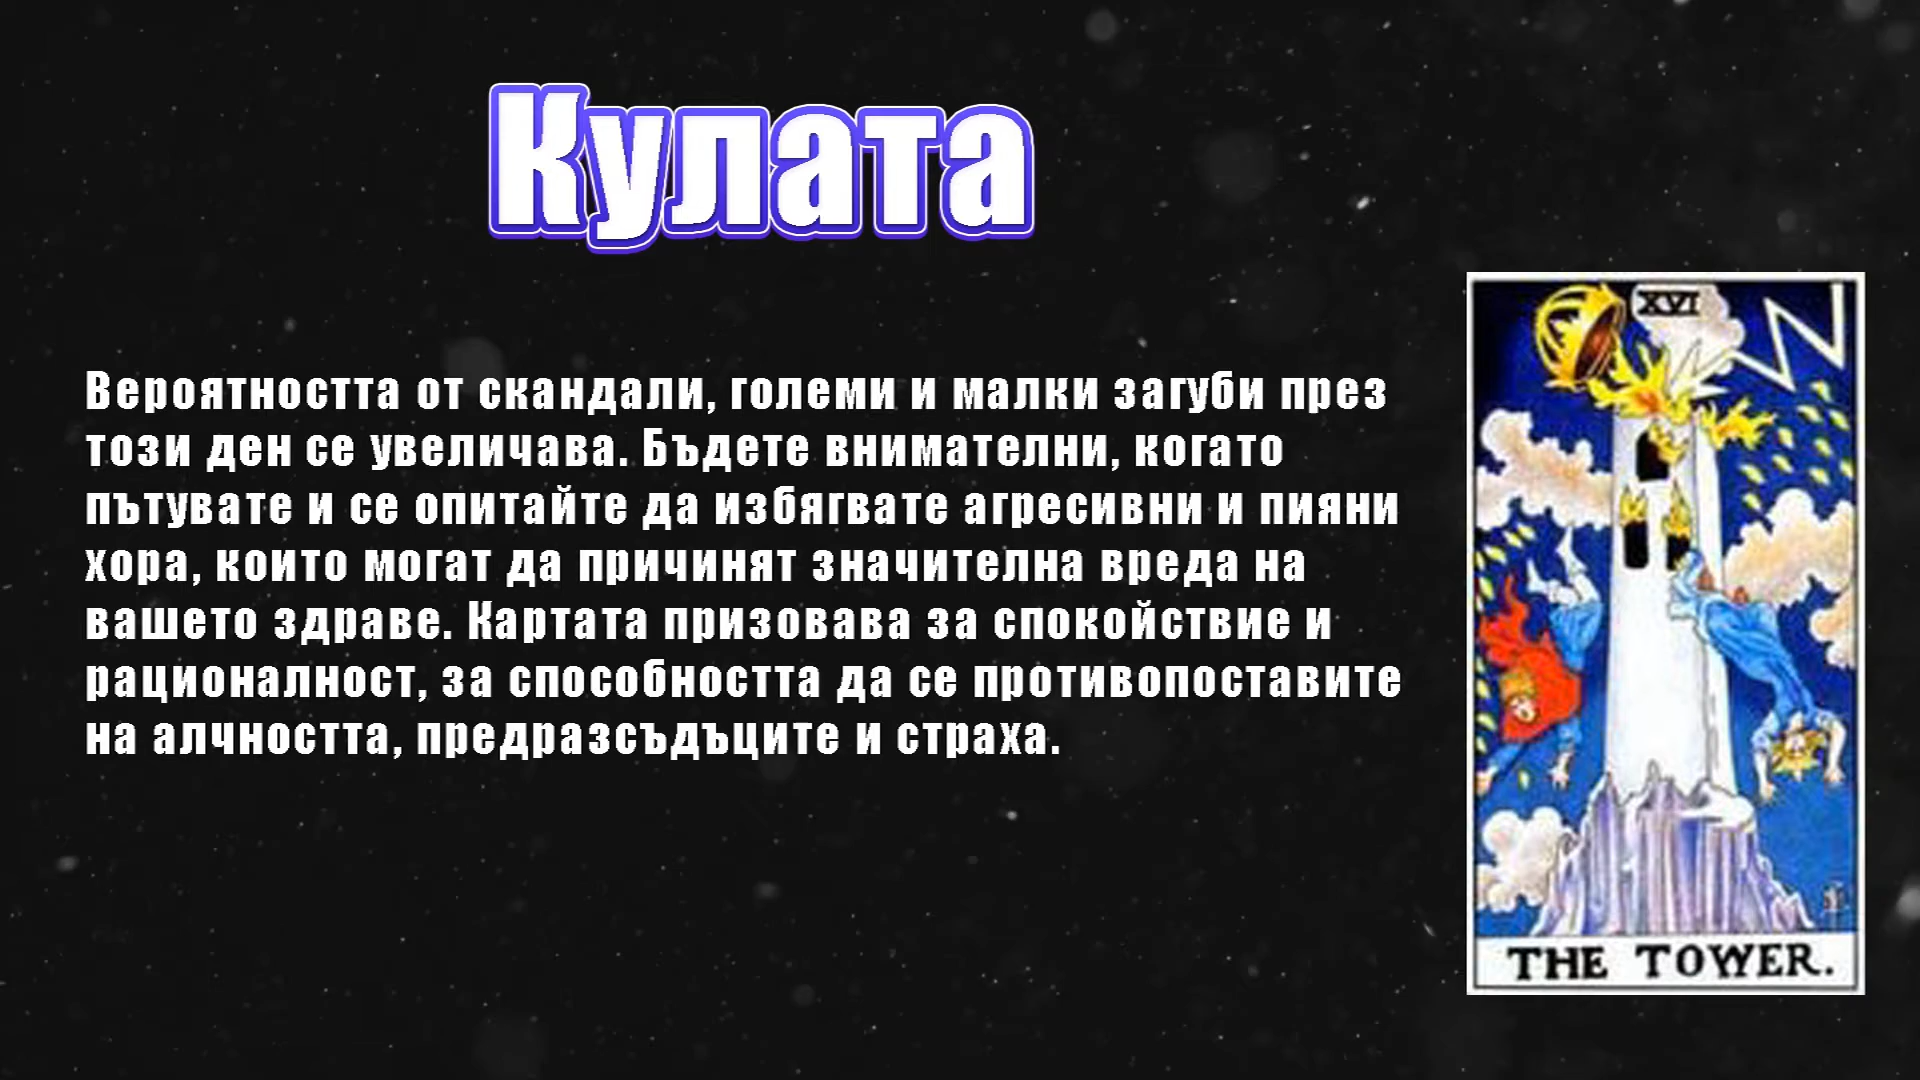 Кулата
Вероятността от скандали, големи и малки загуби през
този ден се увеличава. Бъдете внимателни, когато
пътувате и се опитайте да избягвате агресивни и пияни
хора, които могат да причинят значителна вреда на
вашето здраве. Картата призовава за спокойствие и
рационалност, за способността да се противопоставите
на алчността, предразсъдъците и страха.
XVI
THE TOWER.